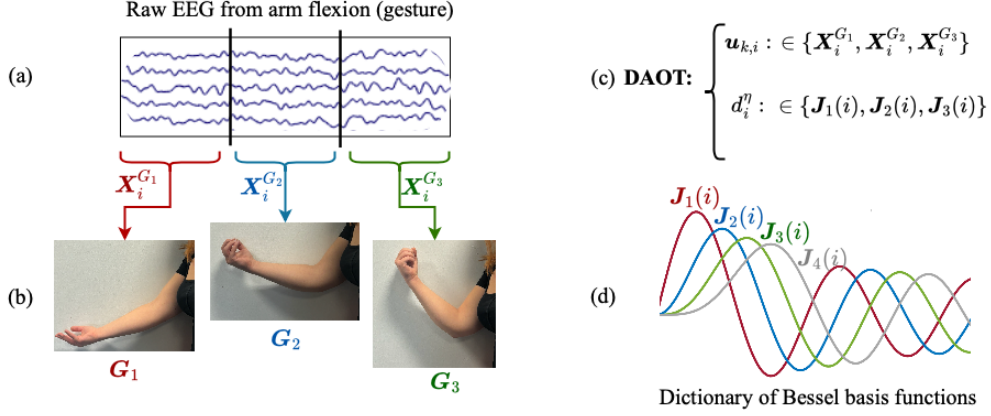 Raw EEG from arm flexion (gesture)
(a)
X_i^{G_1} X_i^{G_2} X_i^{G_3}
(b)
G_1
G_2
G_3
(c) DAOT:
u_{k,i} : ∈ {X_i^{G_1}, X_i^{G_2}, X_i^{G_3}}
d_i^η : ∈ {J_1(i), J_2(i), J_3(i)}
J_1(i)
J_2(i)
J_3(i)
J_4(i)
(d)
Dictionary of Bessel basis functions